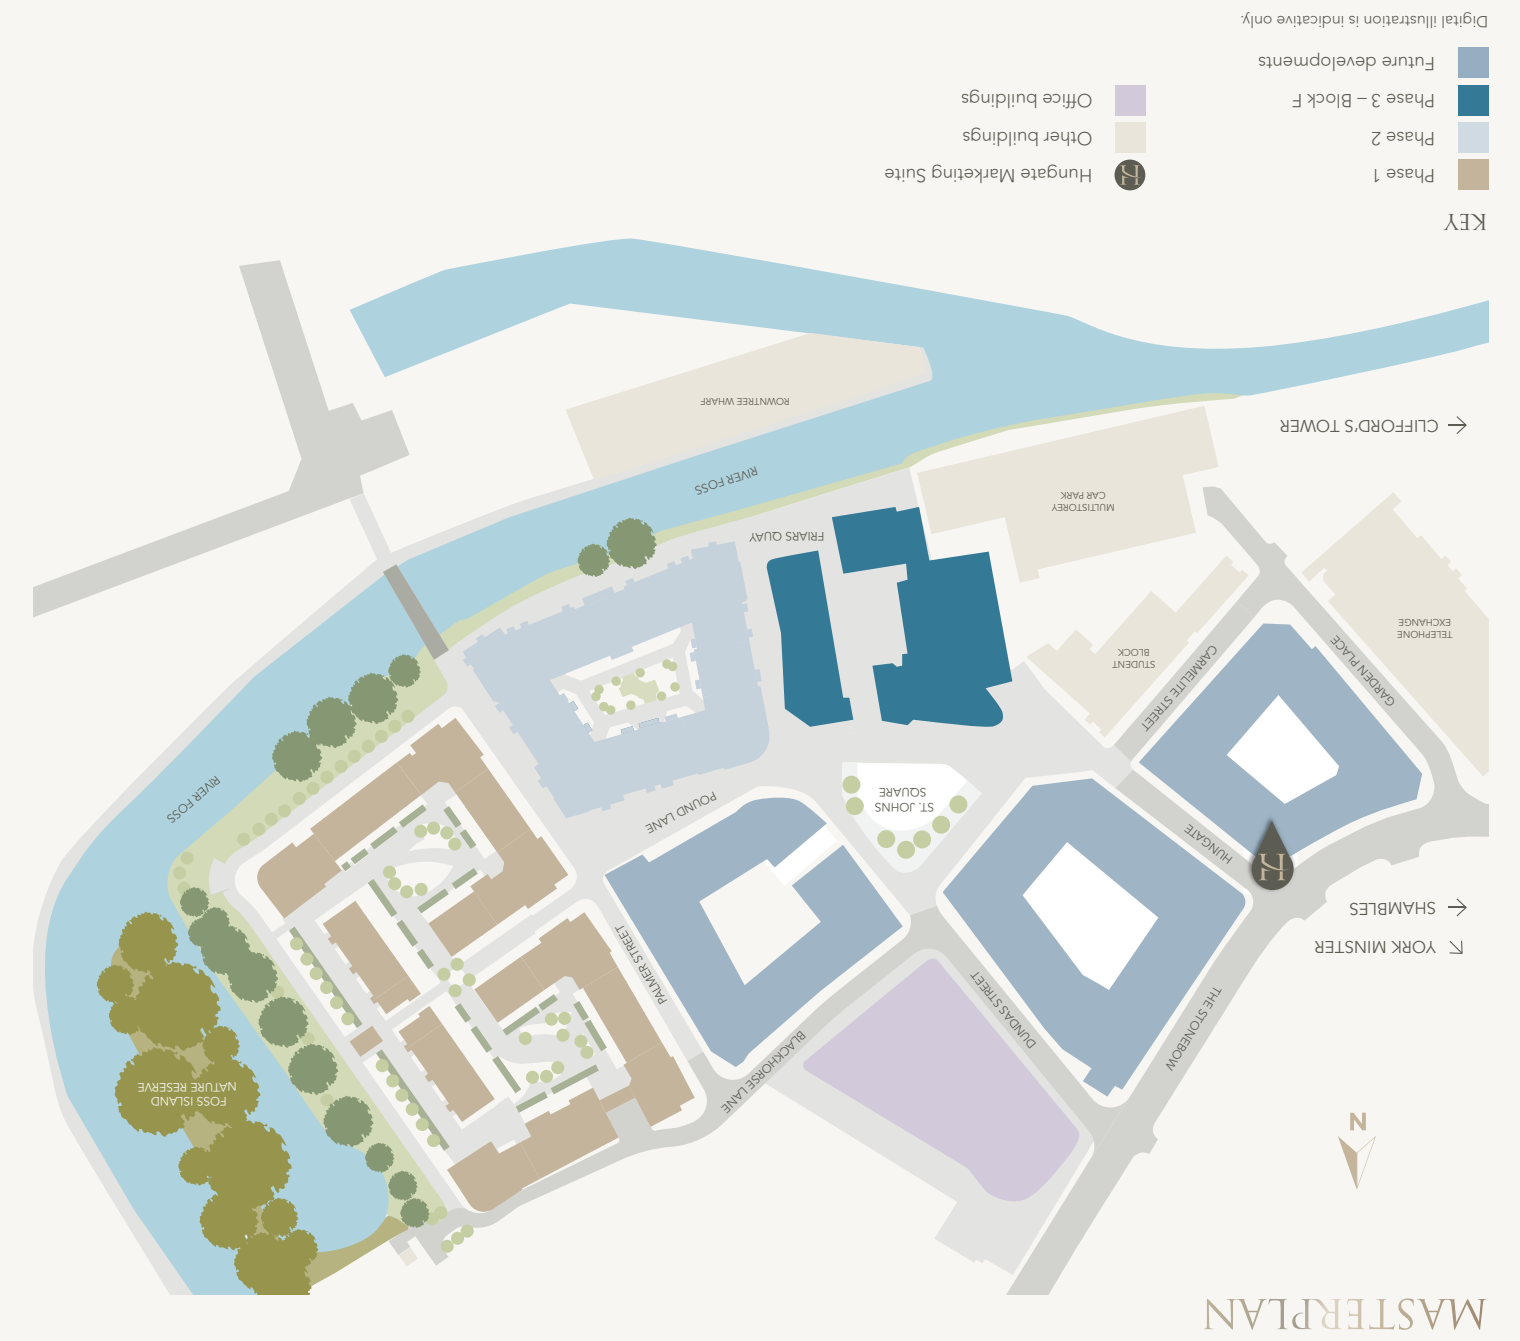 MASTERPLAN
N
YORK MINSTER
SHAMBLES
CLIFFORD'S TOWER
FOSS ISLAND
NATURE RESERVE
THE STONEBOW
DUNDAS STREET
BLACKHORSE LANE
PALMER STREET
HUNGATE
H
POUND LANE
ST. JOHNS
SQUARE
RIVER FOSS
GARDEN PLACE
CARMELITE STREET
STUDENT
BLOCK
TELEPHONE
EXCHANGE
FRIARS QUAY
MULTISTOREY
CAR PARK
RIVER FOSS
ROWNTREE WHARF
KEY
Phase 1
Phase 2
Phase 3 – Block F
Future developments
H
Hungate Marketing Suite
Other buildings
Office buildings
Digital illustration is indicative only.